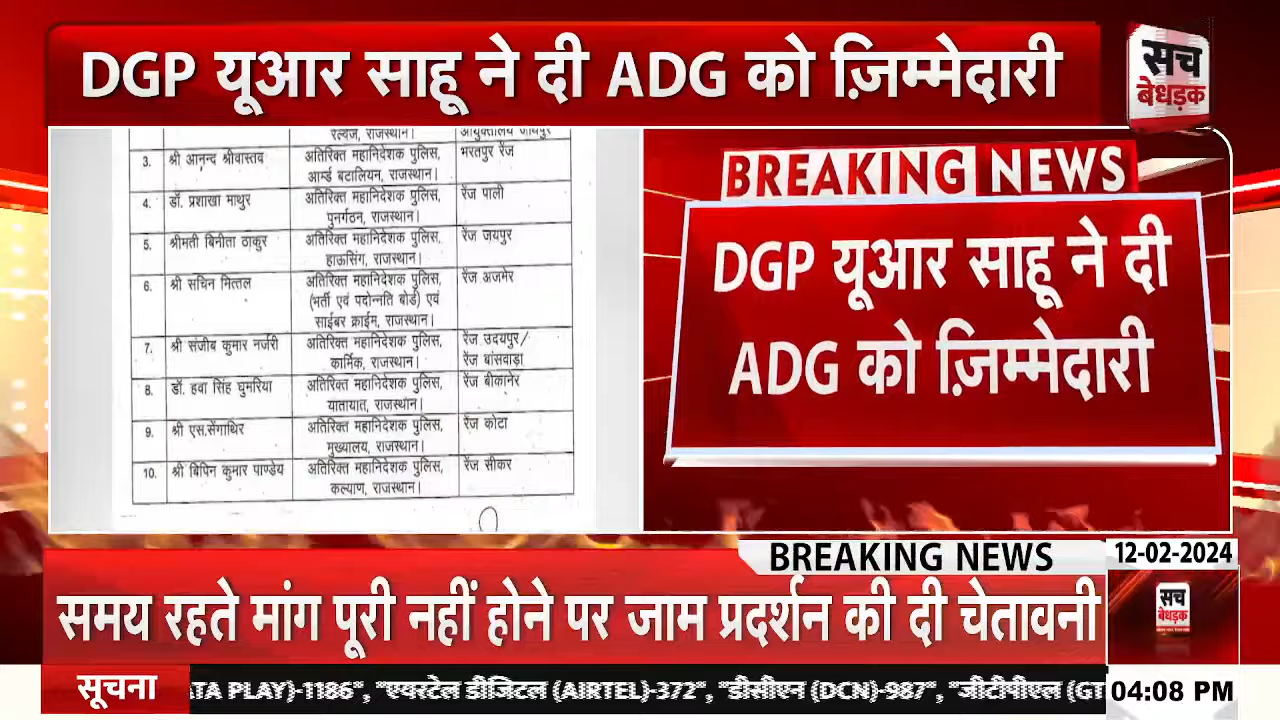 DGP यूआर साहू ने दी ADG को ज़िम्मेदारी
सच
बेधड़क
रेल्वेज, राजस्थान। आयुक्तालय जोधपुर
3. श्री आनन्द श्रीवास्तव अतिरिक्त महानिदेशक पुलिस, भरतपुर रेंज
आर्म्ड बटालियन, राजस्थान।
4. डॉ. प्रशाखा माथुर अतिरिक्त महानिदेशक पुलिस, रेंज पाली
पुनर्गठन, राजस्थान।
5. श्रीमती बिनीता ठाकुर अतिरिक्त महानिदेशक पुलिस, रेंज जयपुर
हाऊसिंग, राजस्थान।
6. श्री सचिन मित्तल अतिरिक्त महानिदेशक पुलिस, रेंज अजमेर
(भर्ती एवं पदोन्नति बोर्ड) एवं
साईबर क्राईम, राजस्थान।
7. श्री संजीब कुमार नर्जरी अतिरिक्त महानिदेशक पुलिस, रेंज उदयपुर/
कार्मिक, राजस्थान। रेंज बांसवाड़ा
8. डॉ. हवा सिंह घुमरिया अतिरिक्त महानिदेशक पुलिस, रेंज बीकानेर
यातायात, राजस्थान।
9. श्री एस.सेंगाथिर अतिरिक्त महानिदेशक पुलिस, रेंज कोटा
मुख्यालय, राजस्थान।
10. श्री बिपिन कुमार पाण्डेय अतिरिक्त महानिदेशक पुलिस, रेंज सीकर
कल्याण, राजस्थान।
BREAKING NEWS
DGP यूआर साहू ने दी
ADG को ज़िम्मेदारी
BREAKING NEWS
12-02-2024
समय रहते मांग पूरी नहीं होने पर जाम प्रदर्शन की दी चेतावनी
सच
बेधड़क
सूचना
ATA PLAY)-1186", "एयरटेल डीजिटल (AIRTEL)-372", "डीसीएन (DCN)-987", "जीटीपीएल (GT
04:08 PM